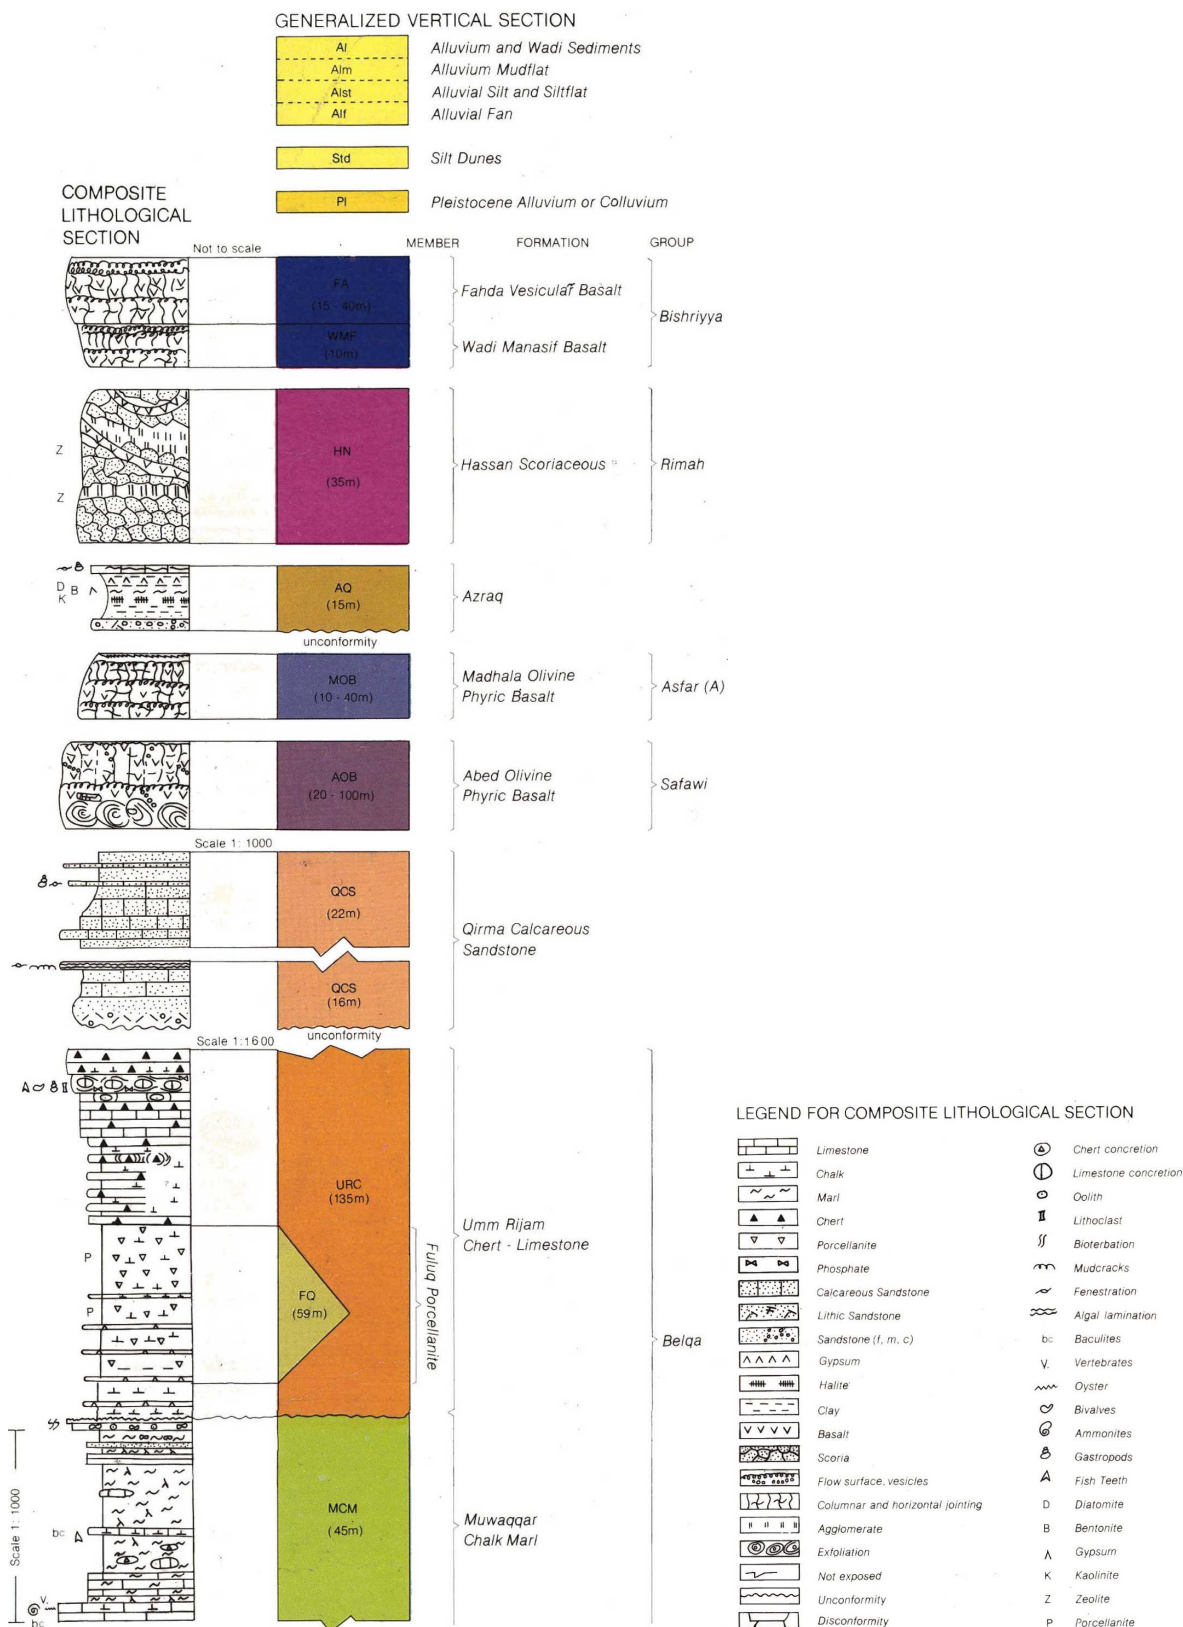 GENERALIZED VERTICAL SECTION
Al Alluvium and Wadi Sediments
Alm Alluvium Mudflat
Alst Alluvial Silt and Siltflat
Alf Alluvial Fan
Std Silt Dunes
Pl Pleistocene Alluvium or Colluvium
COMPOSITE
LITHOLOGICAL
SECTION
Not to scale
MEMBER FORMATION GROUP
FA
(15 - 40m)
Fahda Vesicular Basalt
WMF
(10m)
Wadi Manasif Basalt
Bishriyya
Z
Z
HN
(35m)
Hassan Scoriaceous
Rimah
D B
K
AQ
(15m)
Azraq
unconformity
MOB
(10 - 40m)
Madhala Olivine
Phyric Basalt
Asfar (A)
AOB
(20 - 100m)
Abed Olivine
Phyric Basalt
Safawi
Scale 1: 1000
QCS
(22m)
Qirma Calcareous
Sandstone
QCS
(16m)
unconformity
Scale 1:1600
URC
(135m)
Umm Rijam
Chert - Limestone
P
P
FQ
(59m)
Fuluq Porcellanite
Belqa
MCM
(45m)
Muwaqqar
Chalk Marl
bc
V.
bc
Scale 1: 1000
LEGEND FOR COMPOSITE LITHOLOGICAL SECTION
Limestone
Chalk
Marl
Chert
Porcellanite
Phosphate
Calcareous Sandstone
Lithic Sandstone
Sandstone (f, m, c)
Gypsum
Halite
Clay
Basalt
Scoria
Flow surface, vesicles
Columnar and horizontal jointing
Agglomerate
Exfoliation
Not exposed
Unconformity
Disconformity
Chert concretion
Limestone concretion
Oolith
Lithoclast
Bioterbation
Mudcracks
Fenestration
Algal lamination
bc Baculites
V. Vertebrates
Oyster
Bivalves
Ammonites
Gastropods
Fish Teeth
D Diatomite
B Bentonite
Gypsum
K Kaolinite
Z Zeolite
P Porcellanite